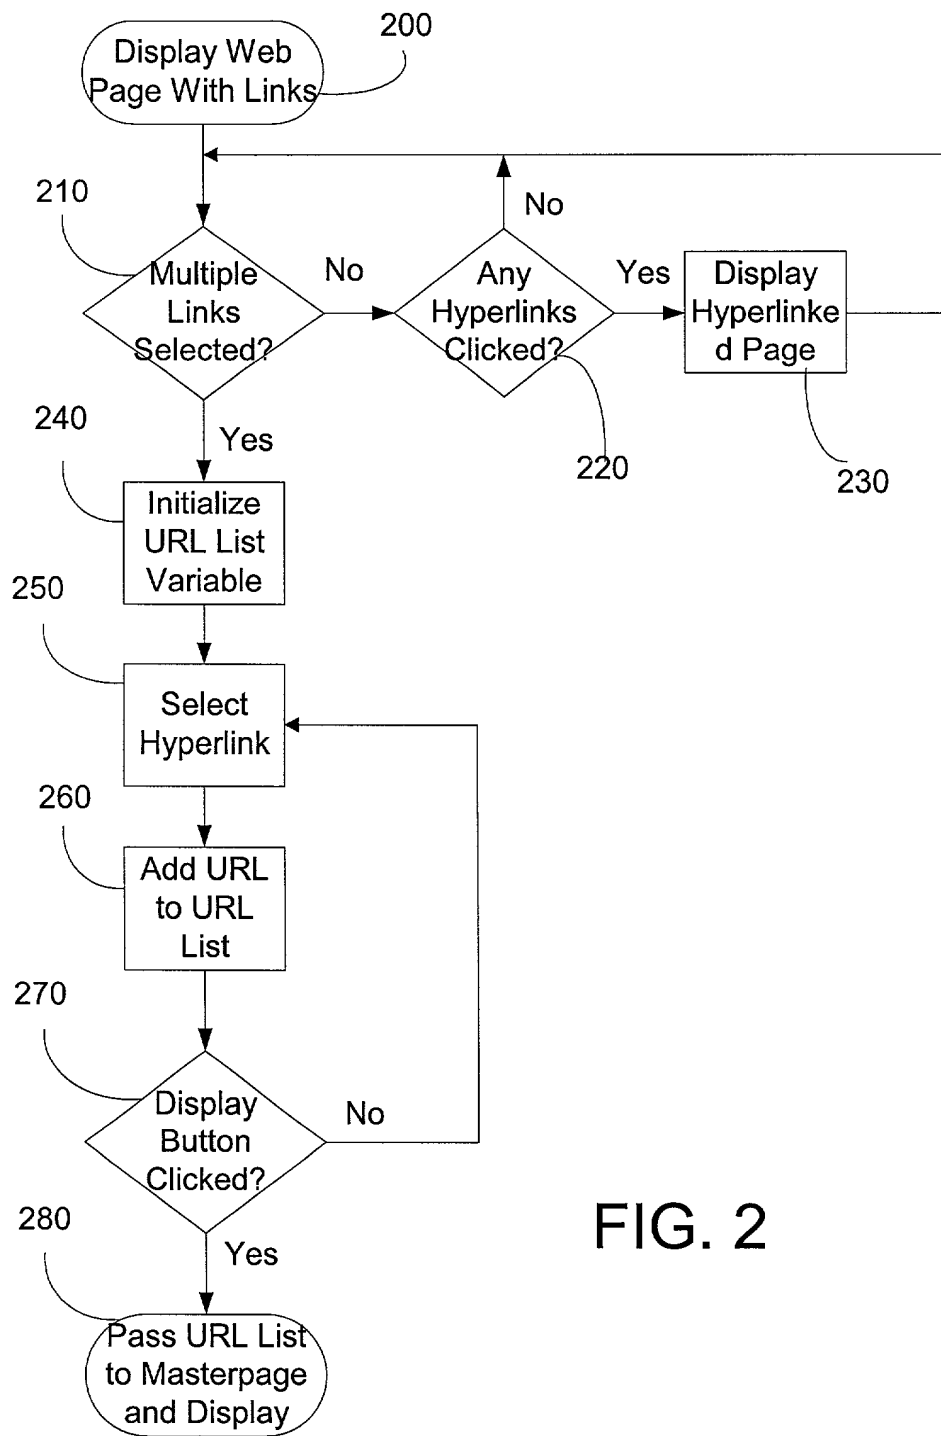 200
Display Web
Page With Links
210
Multiple
Links
Selected?
No
Any
Hyperlinks
Clicked?
No
Yes
Display
Hyperlinke
d Page
220
230
Yes
240
Initialize
URL List
Variable
250
Select
Hyperlink
260
Add URL
to URL
List
270
Display
Button
Clicked?
No
Yes
280
Pass URL List
to Masterpage
and Display
FIG. 2